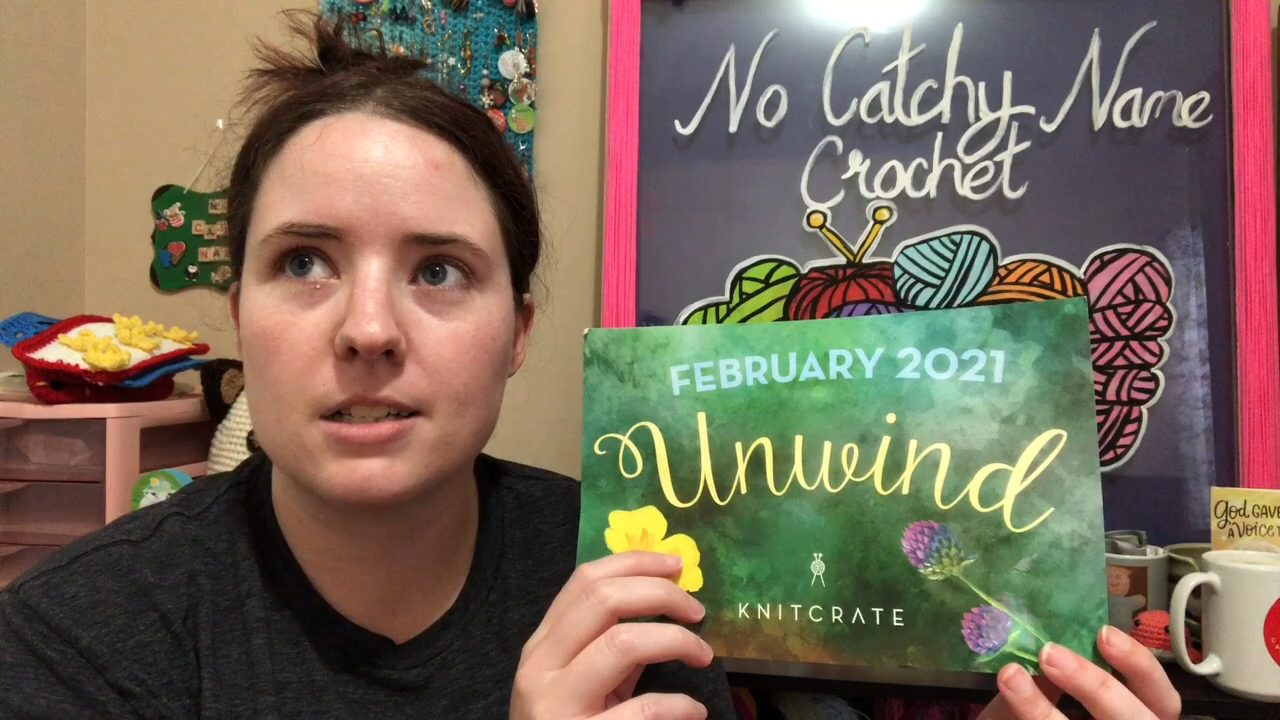 No Catchy Name
Crochet
FEBRUARY 2021
Unwind
KNITCRATE
God GAVE
A VOICE